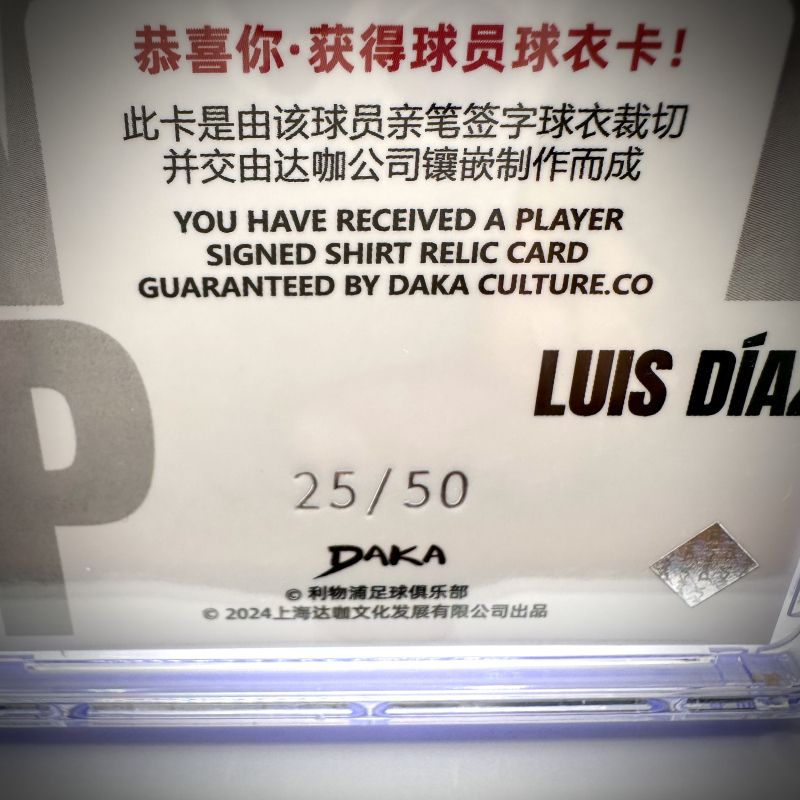 恭喜你·获得球员球衣卡！
此卡是由该球员亲笔签字球衣裁切
并交由达咖公司镶嵌制作而成
YOU HAVE RECEIVED A PLAYER
SIGNED SHIRT RELIC CARD
GUARANTEED BY DAKA CULTURE.CO
LUIS DÍAZ
25/50
DAKA
© 利物浦足球俱乐部
© 2024上海达咖文化发展有限公司出品